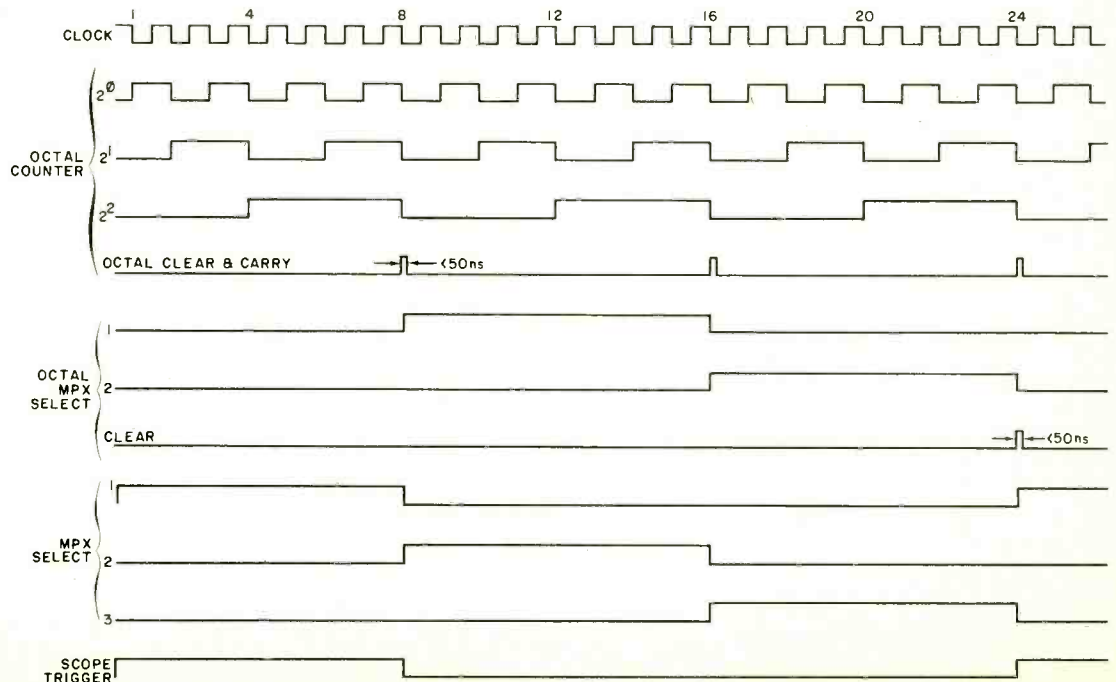 1 4 8 12 16 20 24
CLOCK
2^Ø
OCTAL
COUNTER
2^1
2^2
OCTAL CLEAR & CARRY
<50ns
1
OCTAL
MPX
SELECT
2
CLEAR
<50ns
1
MPX
SELECT
2
3
SCOPE
TRIGGER